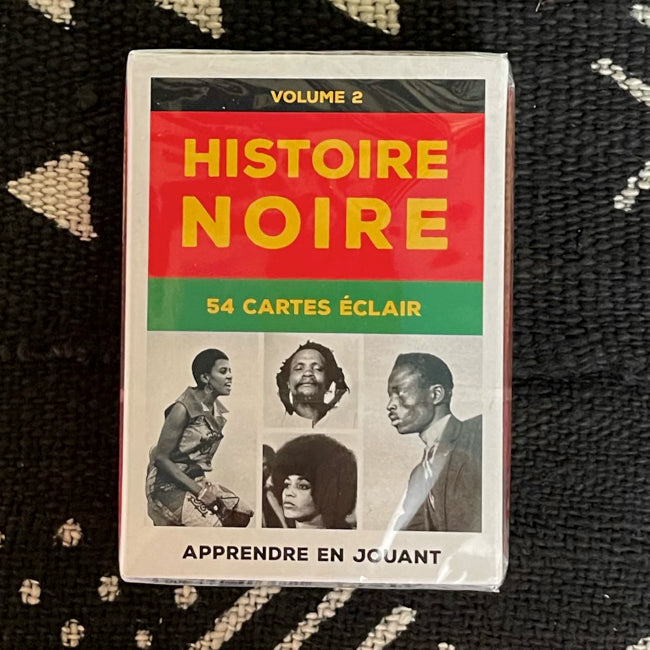 VOLUME 2
HISTOIRE
NOIRE
54 CARTES ÉCLAIR
APPRENDRE EN JOUANT